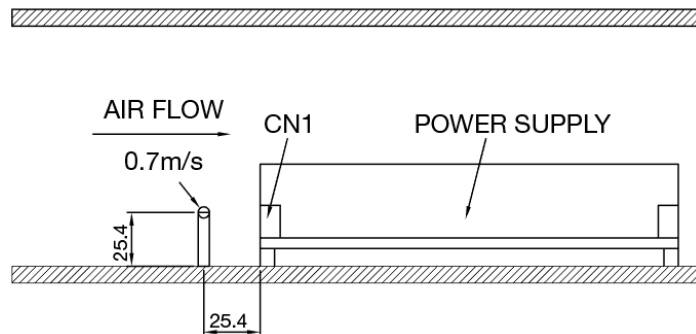 AIR FLOW
CN1
POWER SUPPLY
0.7m/s
25.4
25.4